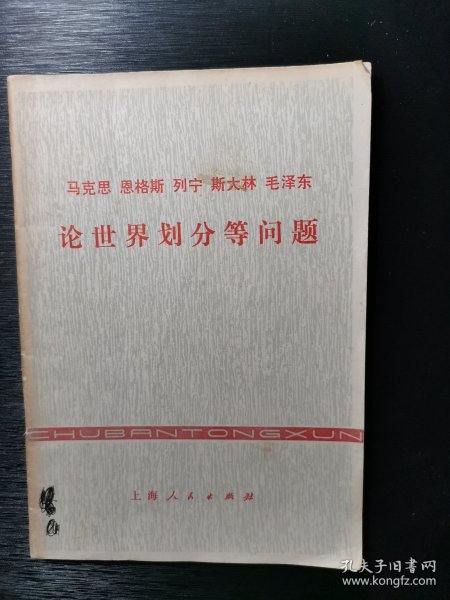 马克思 恩格斯 列宁 斯大林 毛泽东
论世界划分等问题
CHUBANTONGXUN
上海人民出版社
孔夫子旧书网
www.kongfz.com